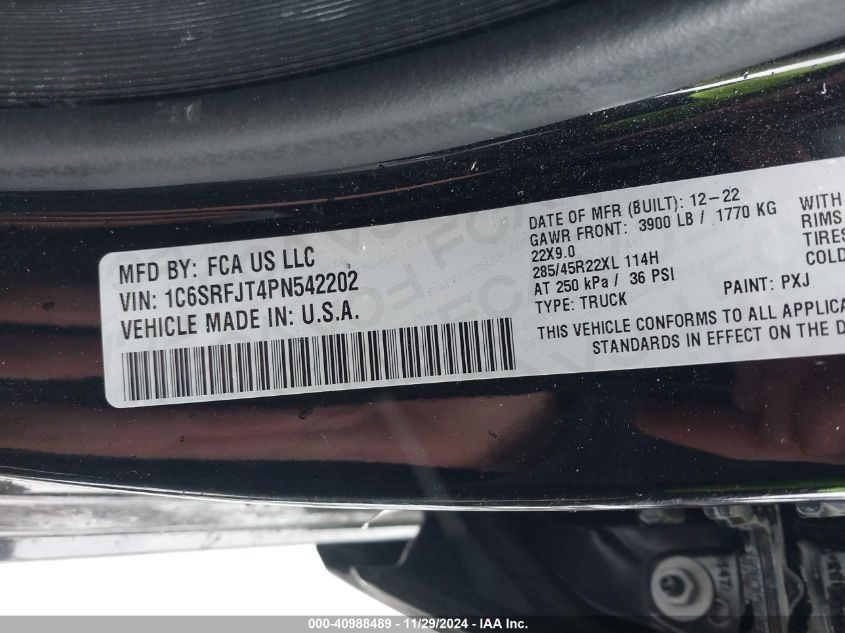 MFD BY: FCA US LLC
VIN: 1C6SRFJT4PN542202
VEHICLE MADE IN: U.S.A.
DATE OF MFR (BUILT): 12-22
GAWR FRONT: 3900 LB / 1770 KG
22X9.0
285/45R22XL 114H
AT 250 kPa / 36 PSI
TYPE: TRUCK
PAINT: PXJ
THIS VEHICLE CONFORMS TO ALL APPLICA
STANDARDS IN EFFECT ON THE D
WITH
RIMS
TIRES
COLD
000-40988489 - 11/29/2024 - IAA Inc.